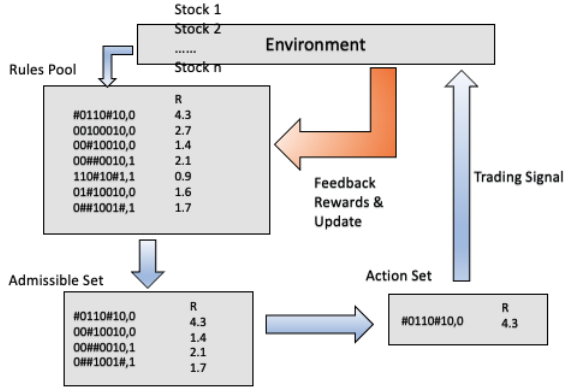 Stock 1
Stock 2
......
Stock n
Environment
Rules Pool
R
#0110#10,0 4.3
00100010,0 2.7
00#10010,0 1.4
00##0010,1 2.1
110#10#1,1 0.9
01#10010,0 1.6
0##1001#,1 1.7
Feedback
Rewards &
Update
Trading Signal
Admissible Set
R
#0110#10,0 4.3
00#10010,0 1.4
00##0010,1 2.1
0##1001#,1 1.7
Action Set
R
#0110#10,0 4.3